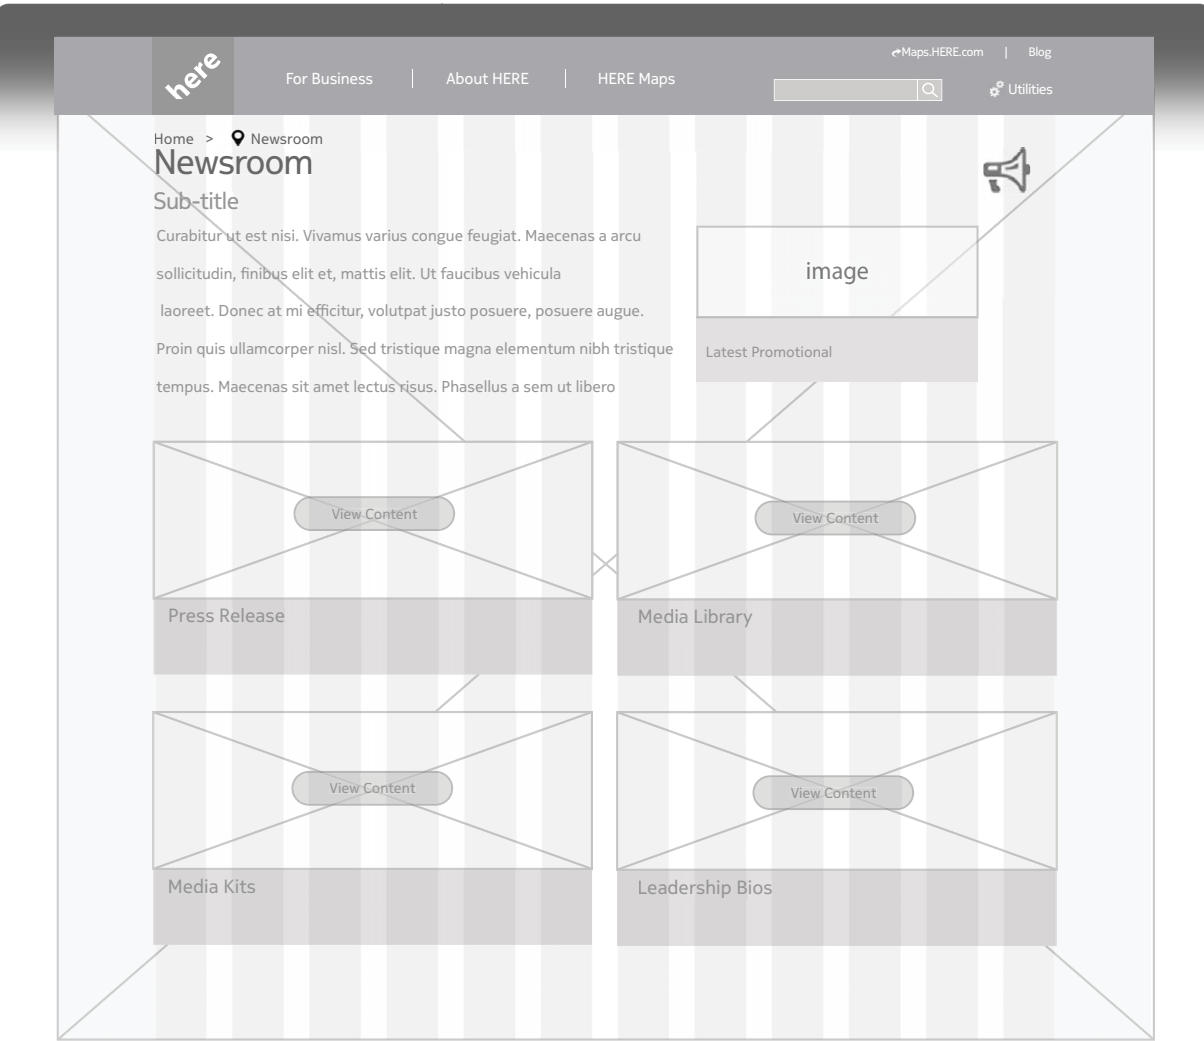 Maps.HERE.com | Blog
here
For Business | About HERE | HERE Maps
Utilities
Home > Newsroom
Newsroom
Sub-title
Curabitur ut est nisi. Vivamus varius congue feugiat. Maecenas a arcu
sollicitudin, finibus elit et, mattis elit. Ut faucibus vehicula
laoreet. Donec at mi efficitur, volutpat justo posuere, posuere augue.
Proin quis ullamcorper nisl. Sed tristique magna elementum nibh tristique
tempus. Maecenas sit amet lectus risus. Phasellus a sem ut libero
image
Latest Promotional
View Content
Press Release
View Content
Media Library
View Content
Media Kits
View Content
Leadership Bios